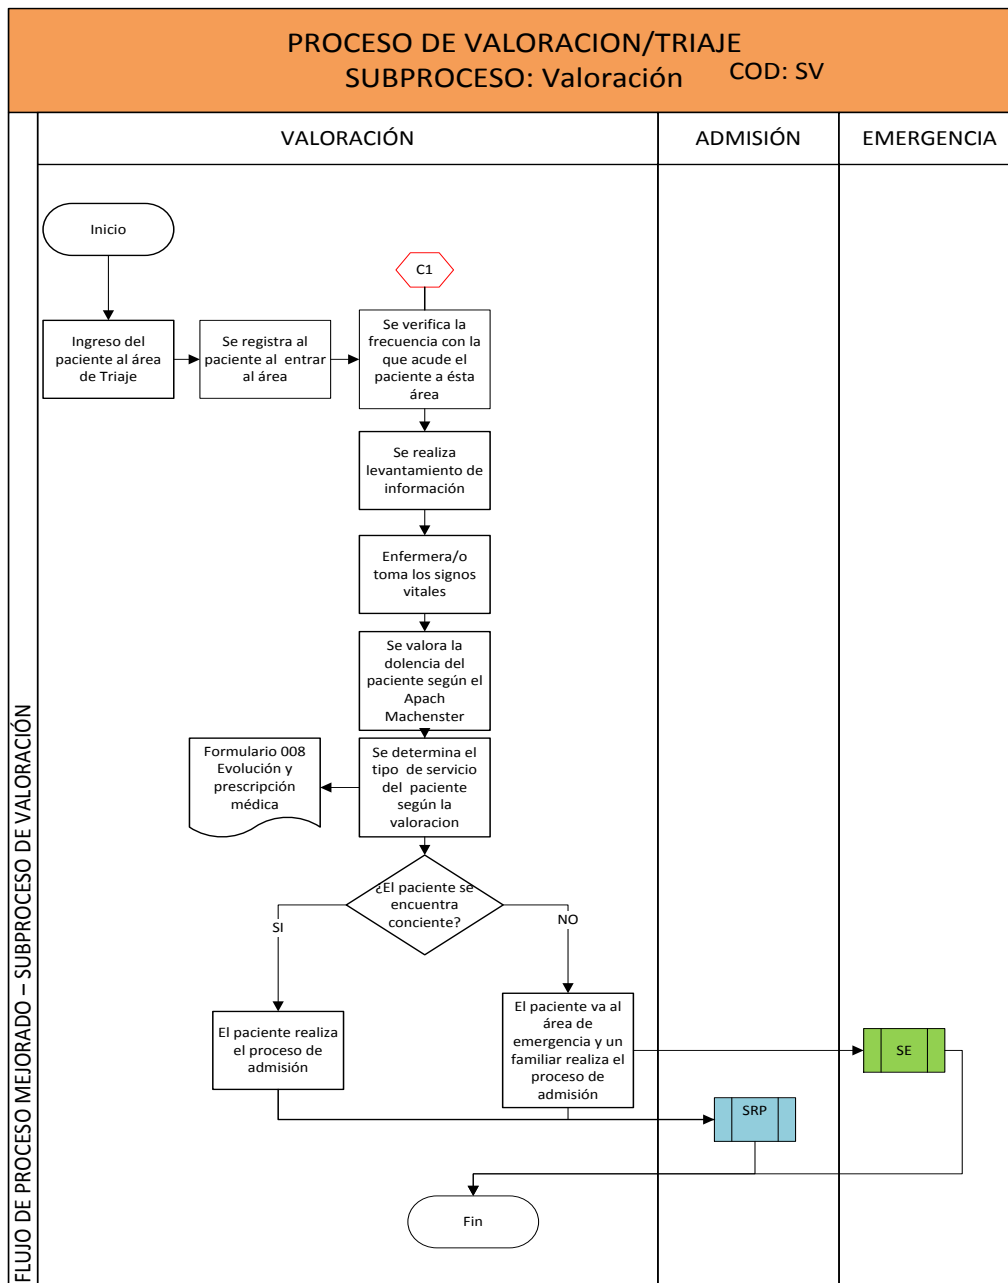 PROCESO DE VALORACION/TRIAJE
SUBPROCESO: Valoración
COD: SV
FLUJO DE PROCESO MEJORADO – SUBPROCESO DE VALORACIÓN
VALORACIÓN
ADMISIÓN
EMERGENCIA
Inicio
C1
Ingreso del
paciente al área
de Triaje
Se registra al
paciente al entrar
al área
Se verifica la
frecuencia con la
que acude el
paciente a ésta
área
Se realiza
levantamiento de
información
Enfermera/o
toma los signos
vitales
Se valora la
dolencia del
paciente según el
Apach
Machenster
Formulario 008
Evolución y
prescripción
médica
Se determina el
tipo de servicio
del paciente
según la
valoracion
¿El paciente se
encuentra
conciente?
SI
NO
El paciente realiza
el proceso de
admisión
El paciente va al
área de
emergencia y un
familiar realiza el
proceso de
admisión
SE
SRP
Fin